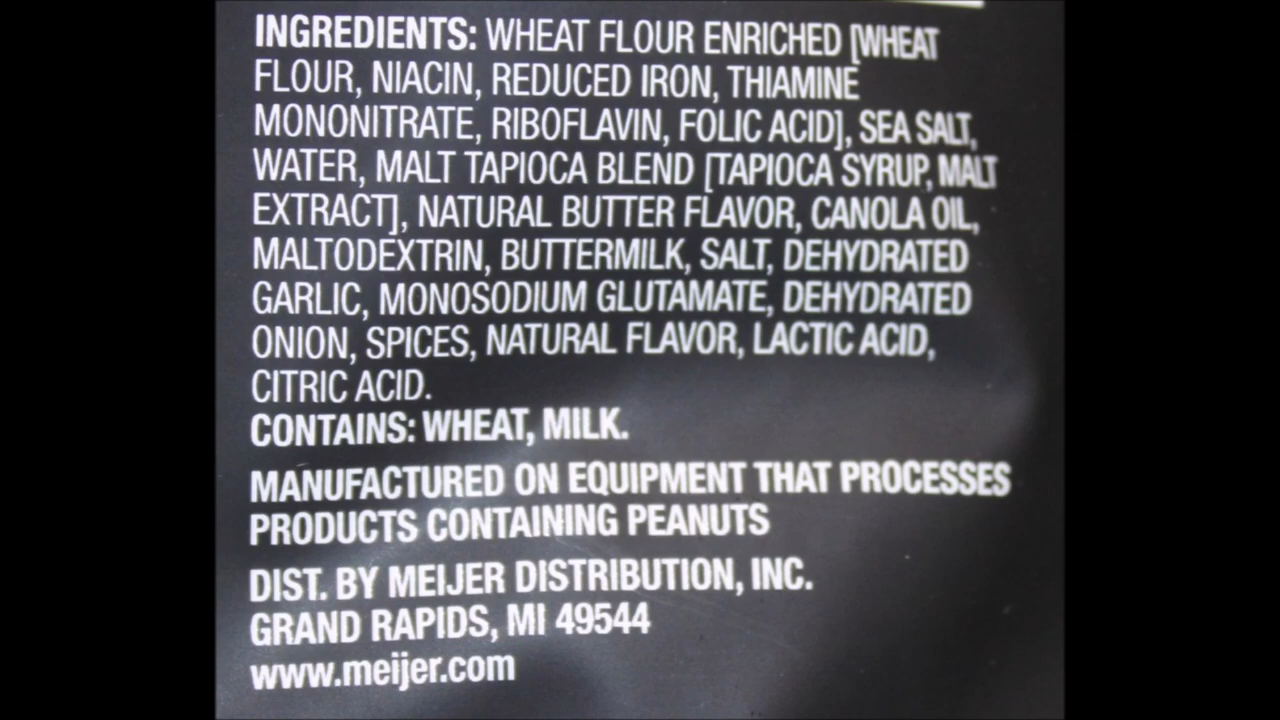 INGREDIENTS: WHEAT FLOUR ENRICHED [WHEAT
FLOUR, NIACIN, REDUCED IRON, THIAMINE
MONONITRATE, RIBOFLAVIN, FOLIC ACID], SEA SALT,
WATER, MALT TAPIOCA BLEND [TAPIOCA SYRUP, MALT
EXTRACT], NATURAL BUTTER FLAVOR, CANOLA OIL,
MALTODEXTRIN, BUTTERMILK, SALT, DEHYDRATED
GARLIC, MONOSODIUM GLUTAMATE, DEHYDRATED
ONION, SPICES, NATURAL FLAVOR, LACTIC ACID,
CITRIC ACID.
CONTAINS: WHEAT, MILK.
MANUFACTURED ON EQUIPMENT THAT PROCESSES
PRODUCTS CONTAINING PEANUTS
DIST. BY MEIJER DISTRIBUTION, INC.
GRAND RAPIDS, MI 49544
www.meijer.com